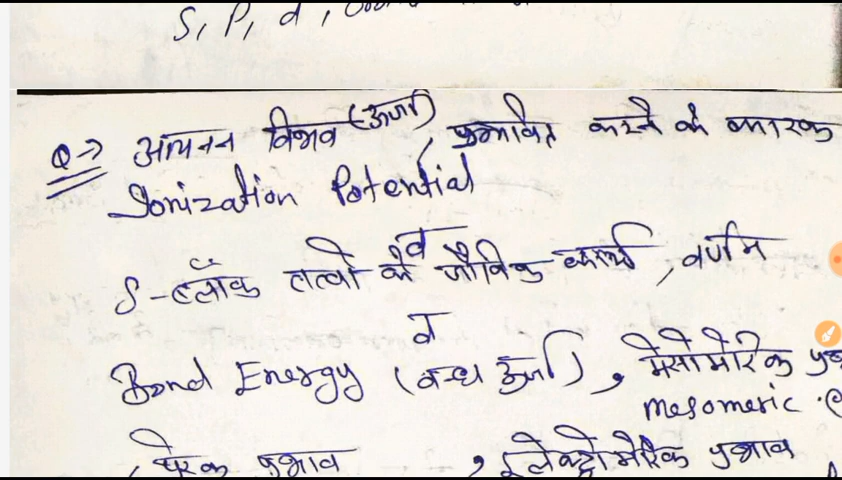 S, P, d,
Q→ आयनन विभव (ऊर्जा), प्रभावित करने के कारक
Ionization Potential
व
S-ब्लॉक तत्वों के जैविक कार्य, वर्णन
व
Bond Energy (बन्ध ऊर्जा), मेसोमेरिक
mesomeric
, प्रेरक प्रभाव , इलेक्ट्रोमेरिक प्रभाव